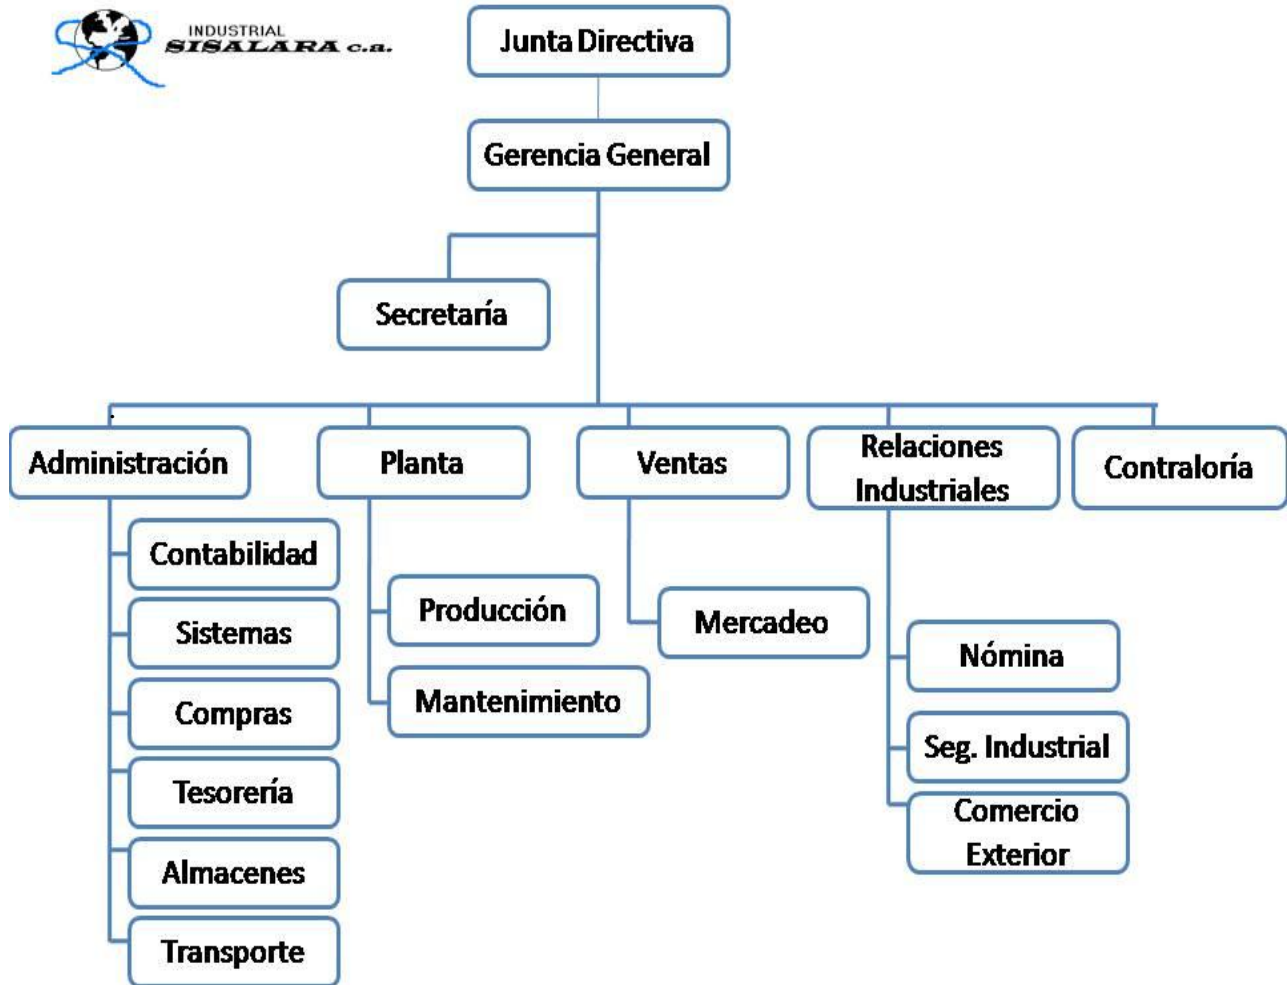 INDUSTRIAL
SISALARA c.a.
Junta Directiva
Gerencia General
Secretaría
Administración
Planta
Ventas
Relaciones
Industriales
Contraloría
Contabilidad
Sistemas
Compras
Tesorería
Almacenes
Transporte
Producción
Mantenimiento
Mercadeo
Nómina
Seg. Industrial
Comercio
Exterior